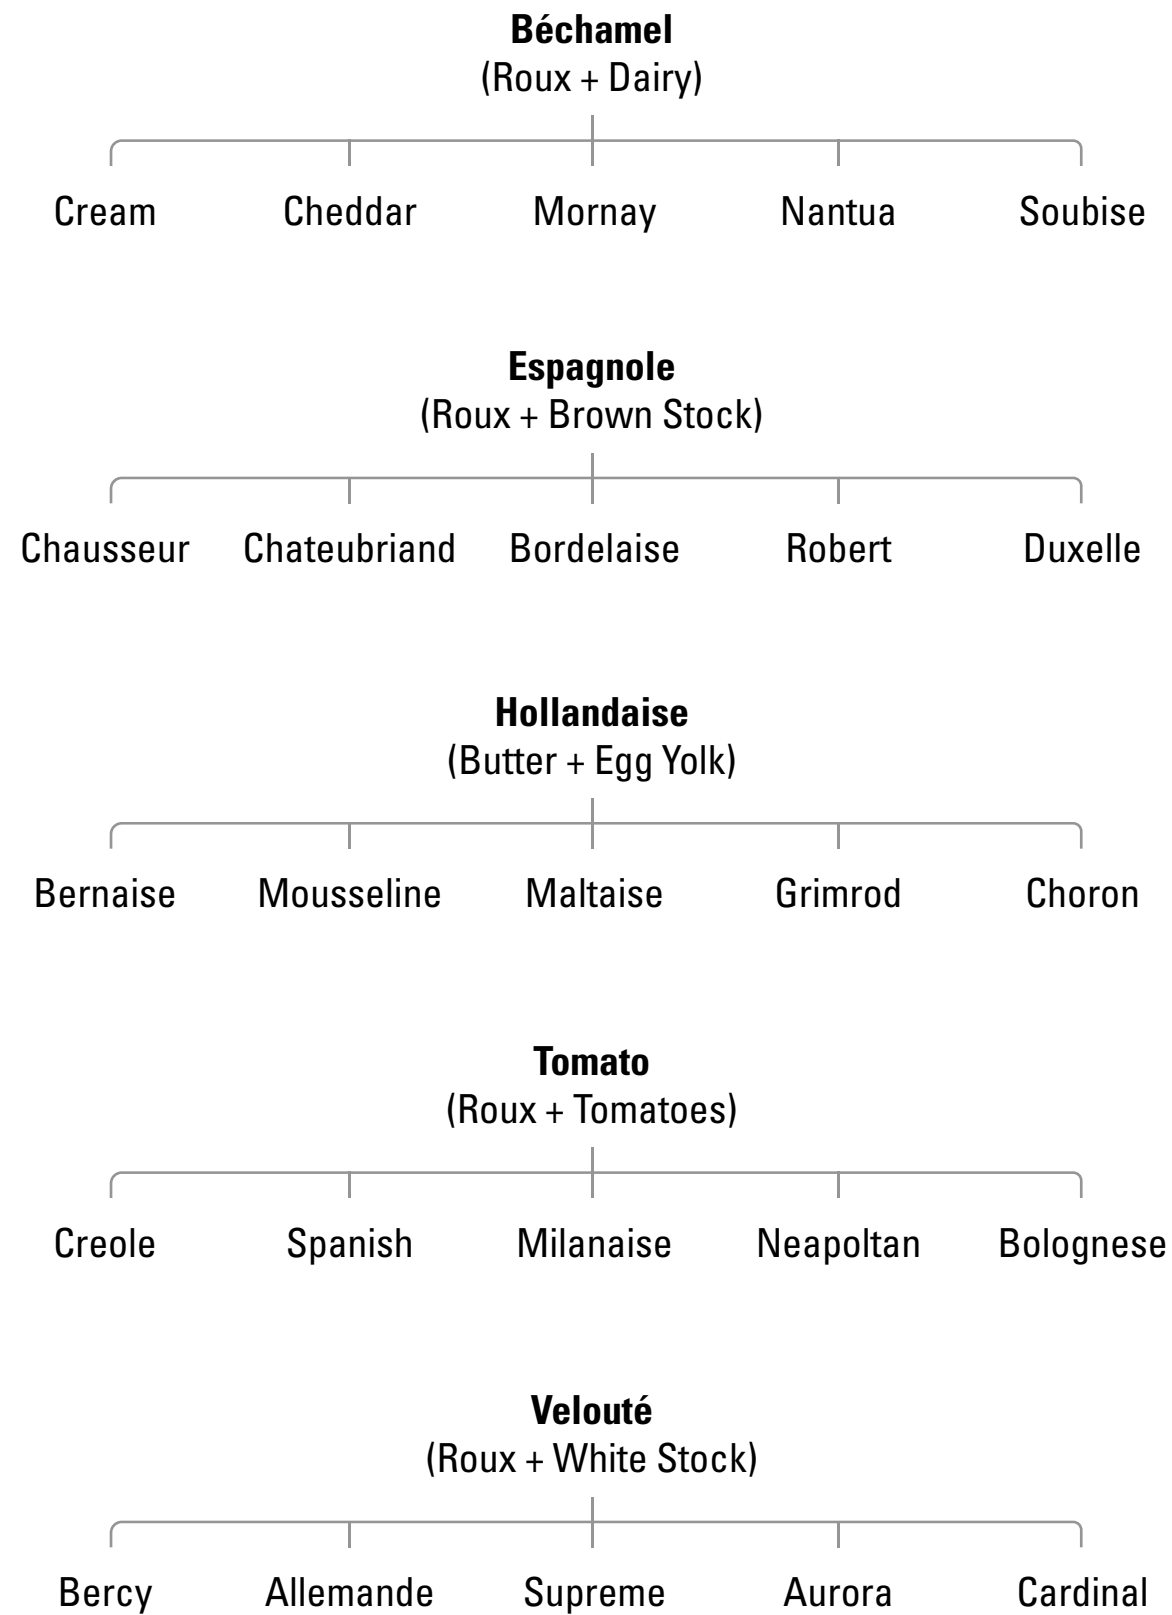 Béchamel
(Roux + Dairy)
Cream Cheddar Mornay Nantua Soubise
Espagnole
(Roux + Brown Stock)
Chausseur Chateubriand Bordelaise Robert Duxelle
Hollandaise
(Butter + Egg Yolk)
Bernaise Mousseline Maltaise Grimrod Choron
Tomato
(Roux + Tomatoes)
Creole Spanish Milanaise Neapoltan Bolognese
Velouté
(Roux + White Stock)
Bercy Allemande Supreme Aurora Cardinal